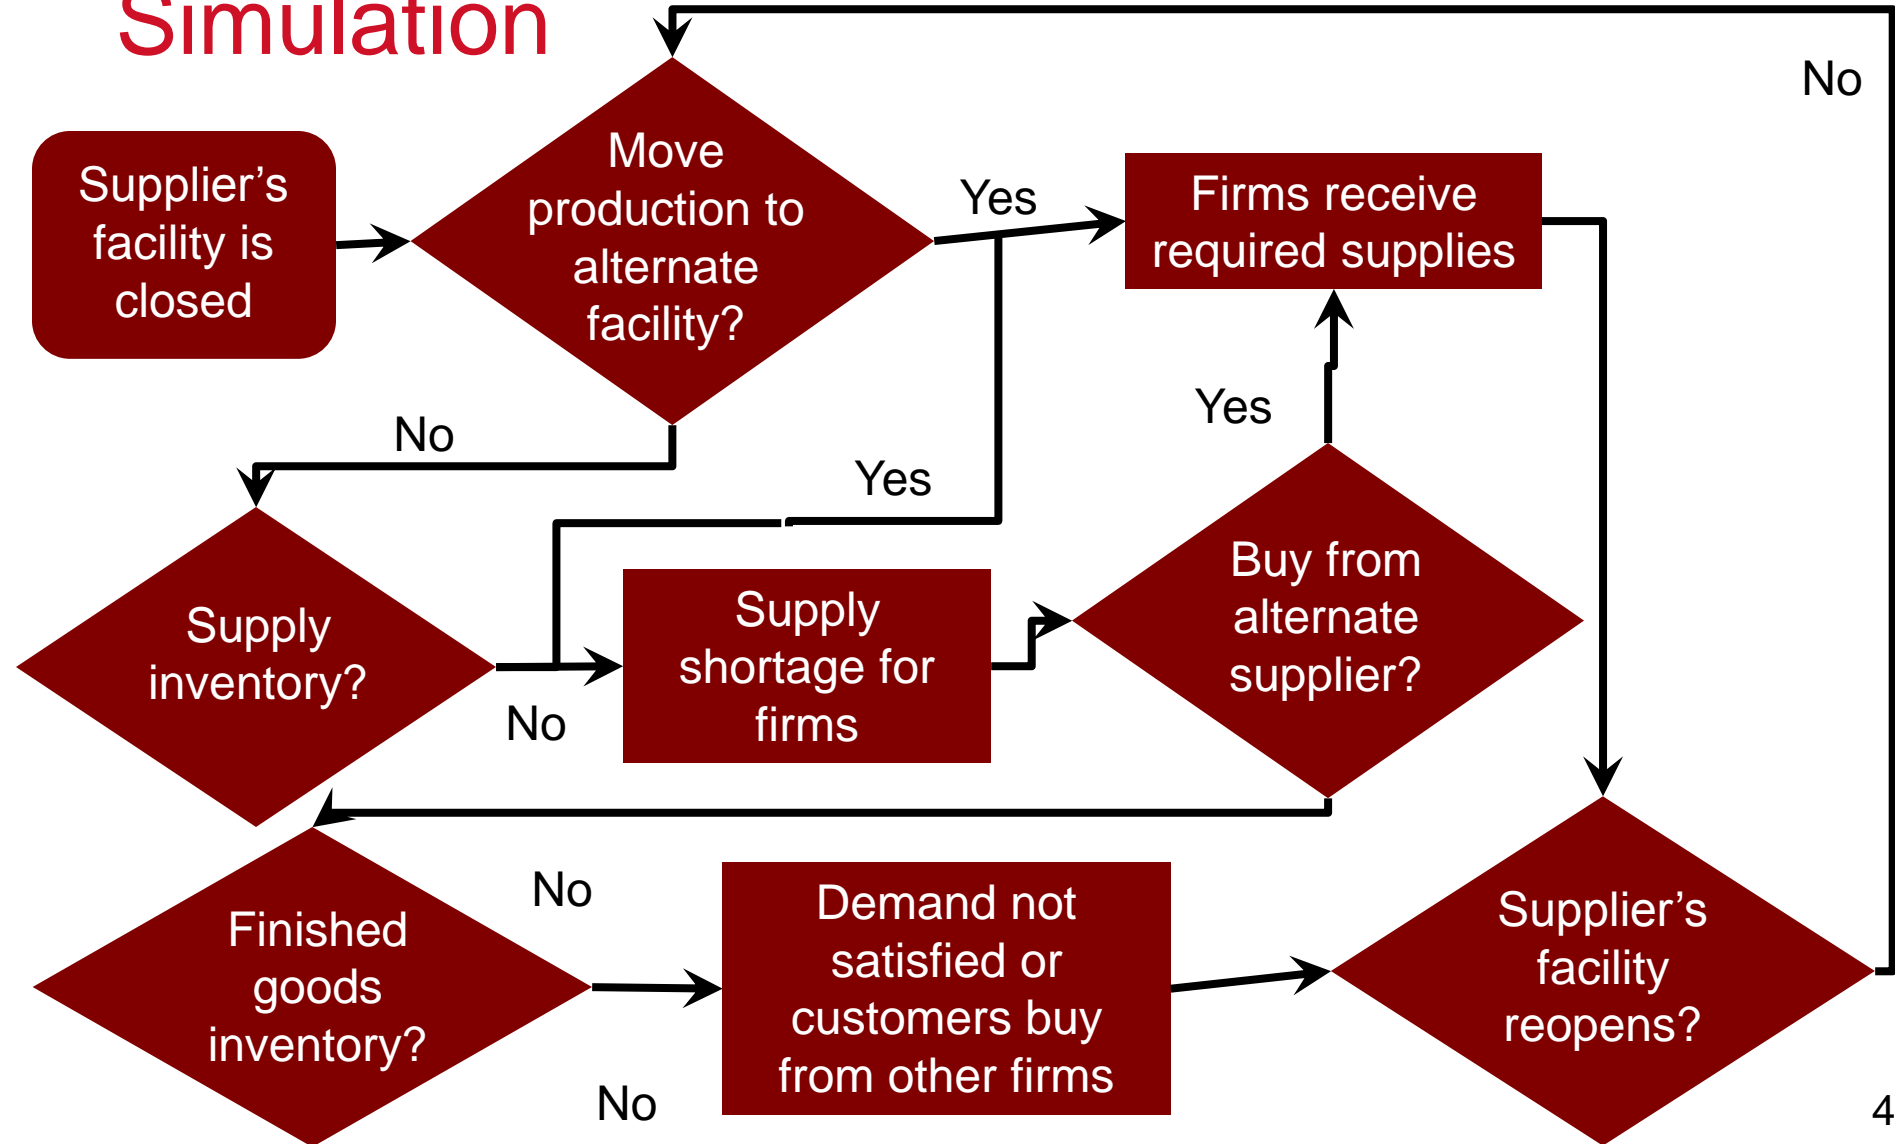 Simulation
No
Supplier’s
facility is
closed
Move
production to
alternate
facility?
Yes
Firms receive
required supplies
No
Yes
Yes
Supply
inventory?
No
Supply
shortage for
firms
Buy from
alternate
supplier?
No
Finished
goods
inventory?
No
Demand not
satisfied or
customers buy
from other firms
Supplier’s
facility
reopens?
4